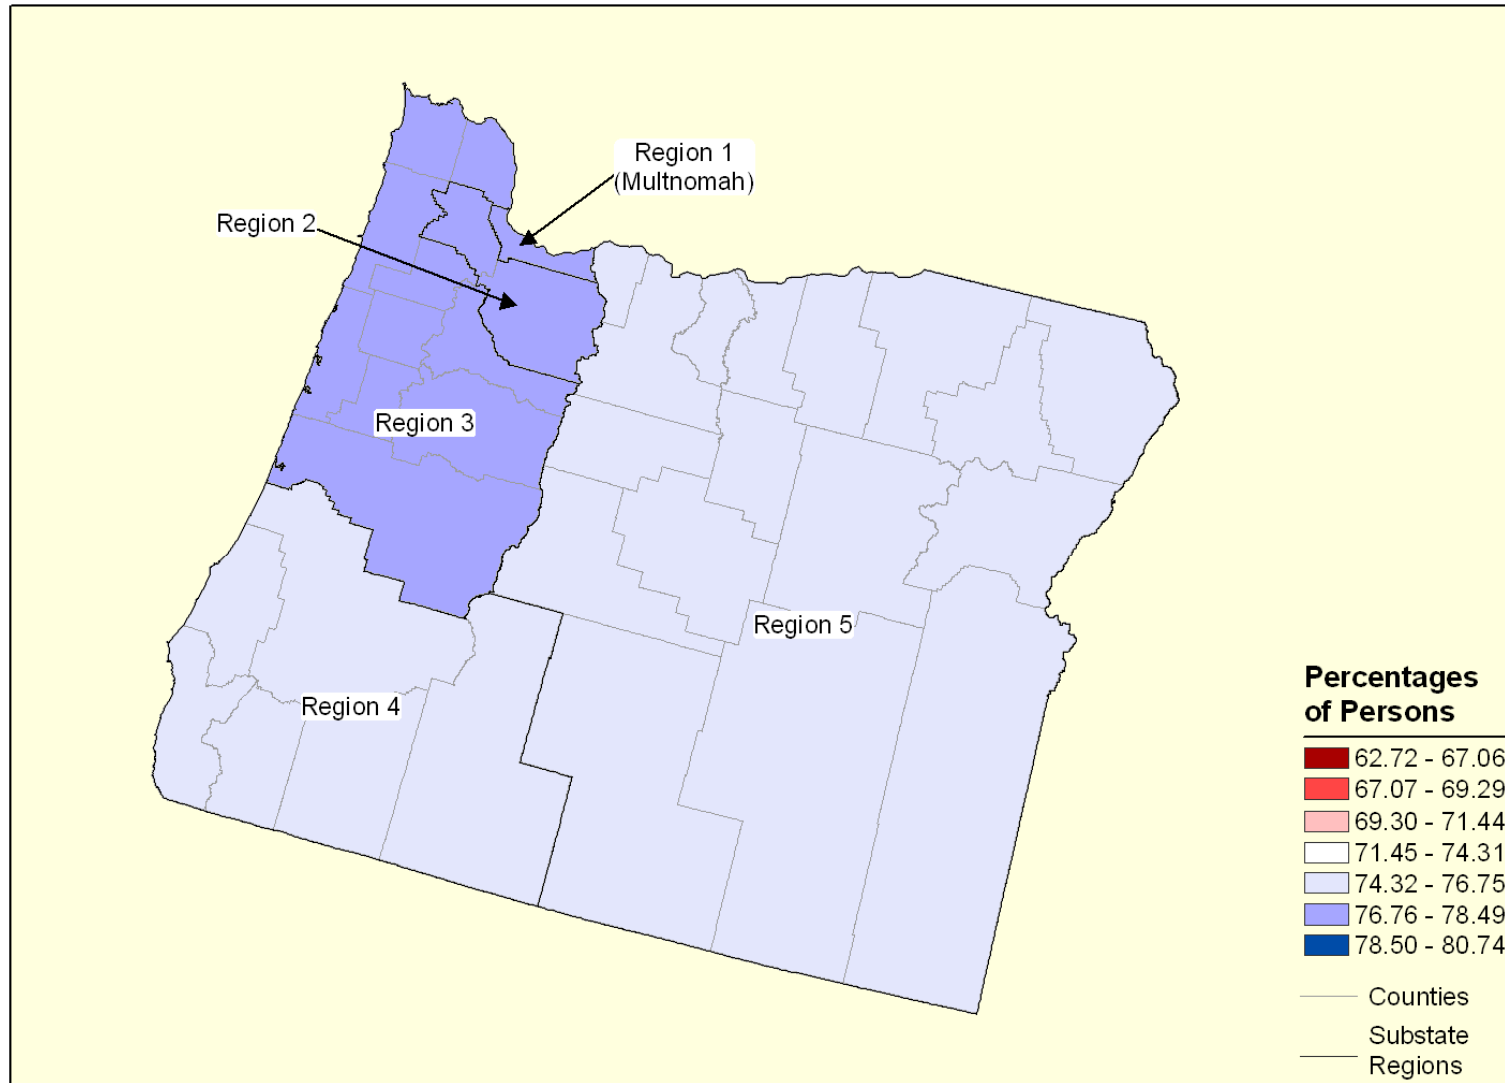 Region 1
(Multnomah)
Region 2
Region 3
Region 5
Region 4
Percentages
of Persons
62.72 - 67.06
67.07 - 69.29
69.30 - 71.44
71.45 - 74.31
74.32 - 76.75
76.76 - 78.49
78.50 - 80.74
Counties
Substate
Regions